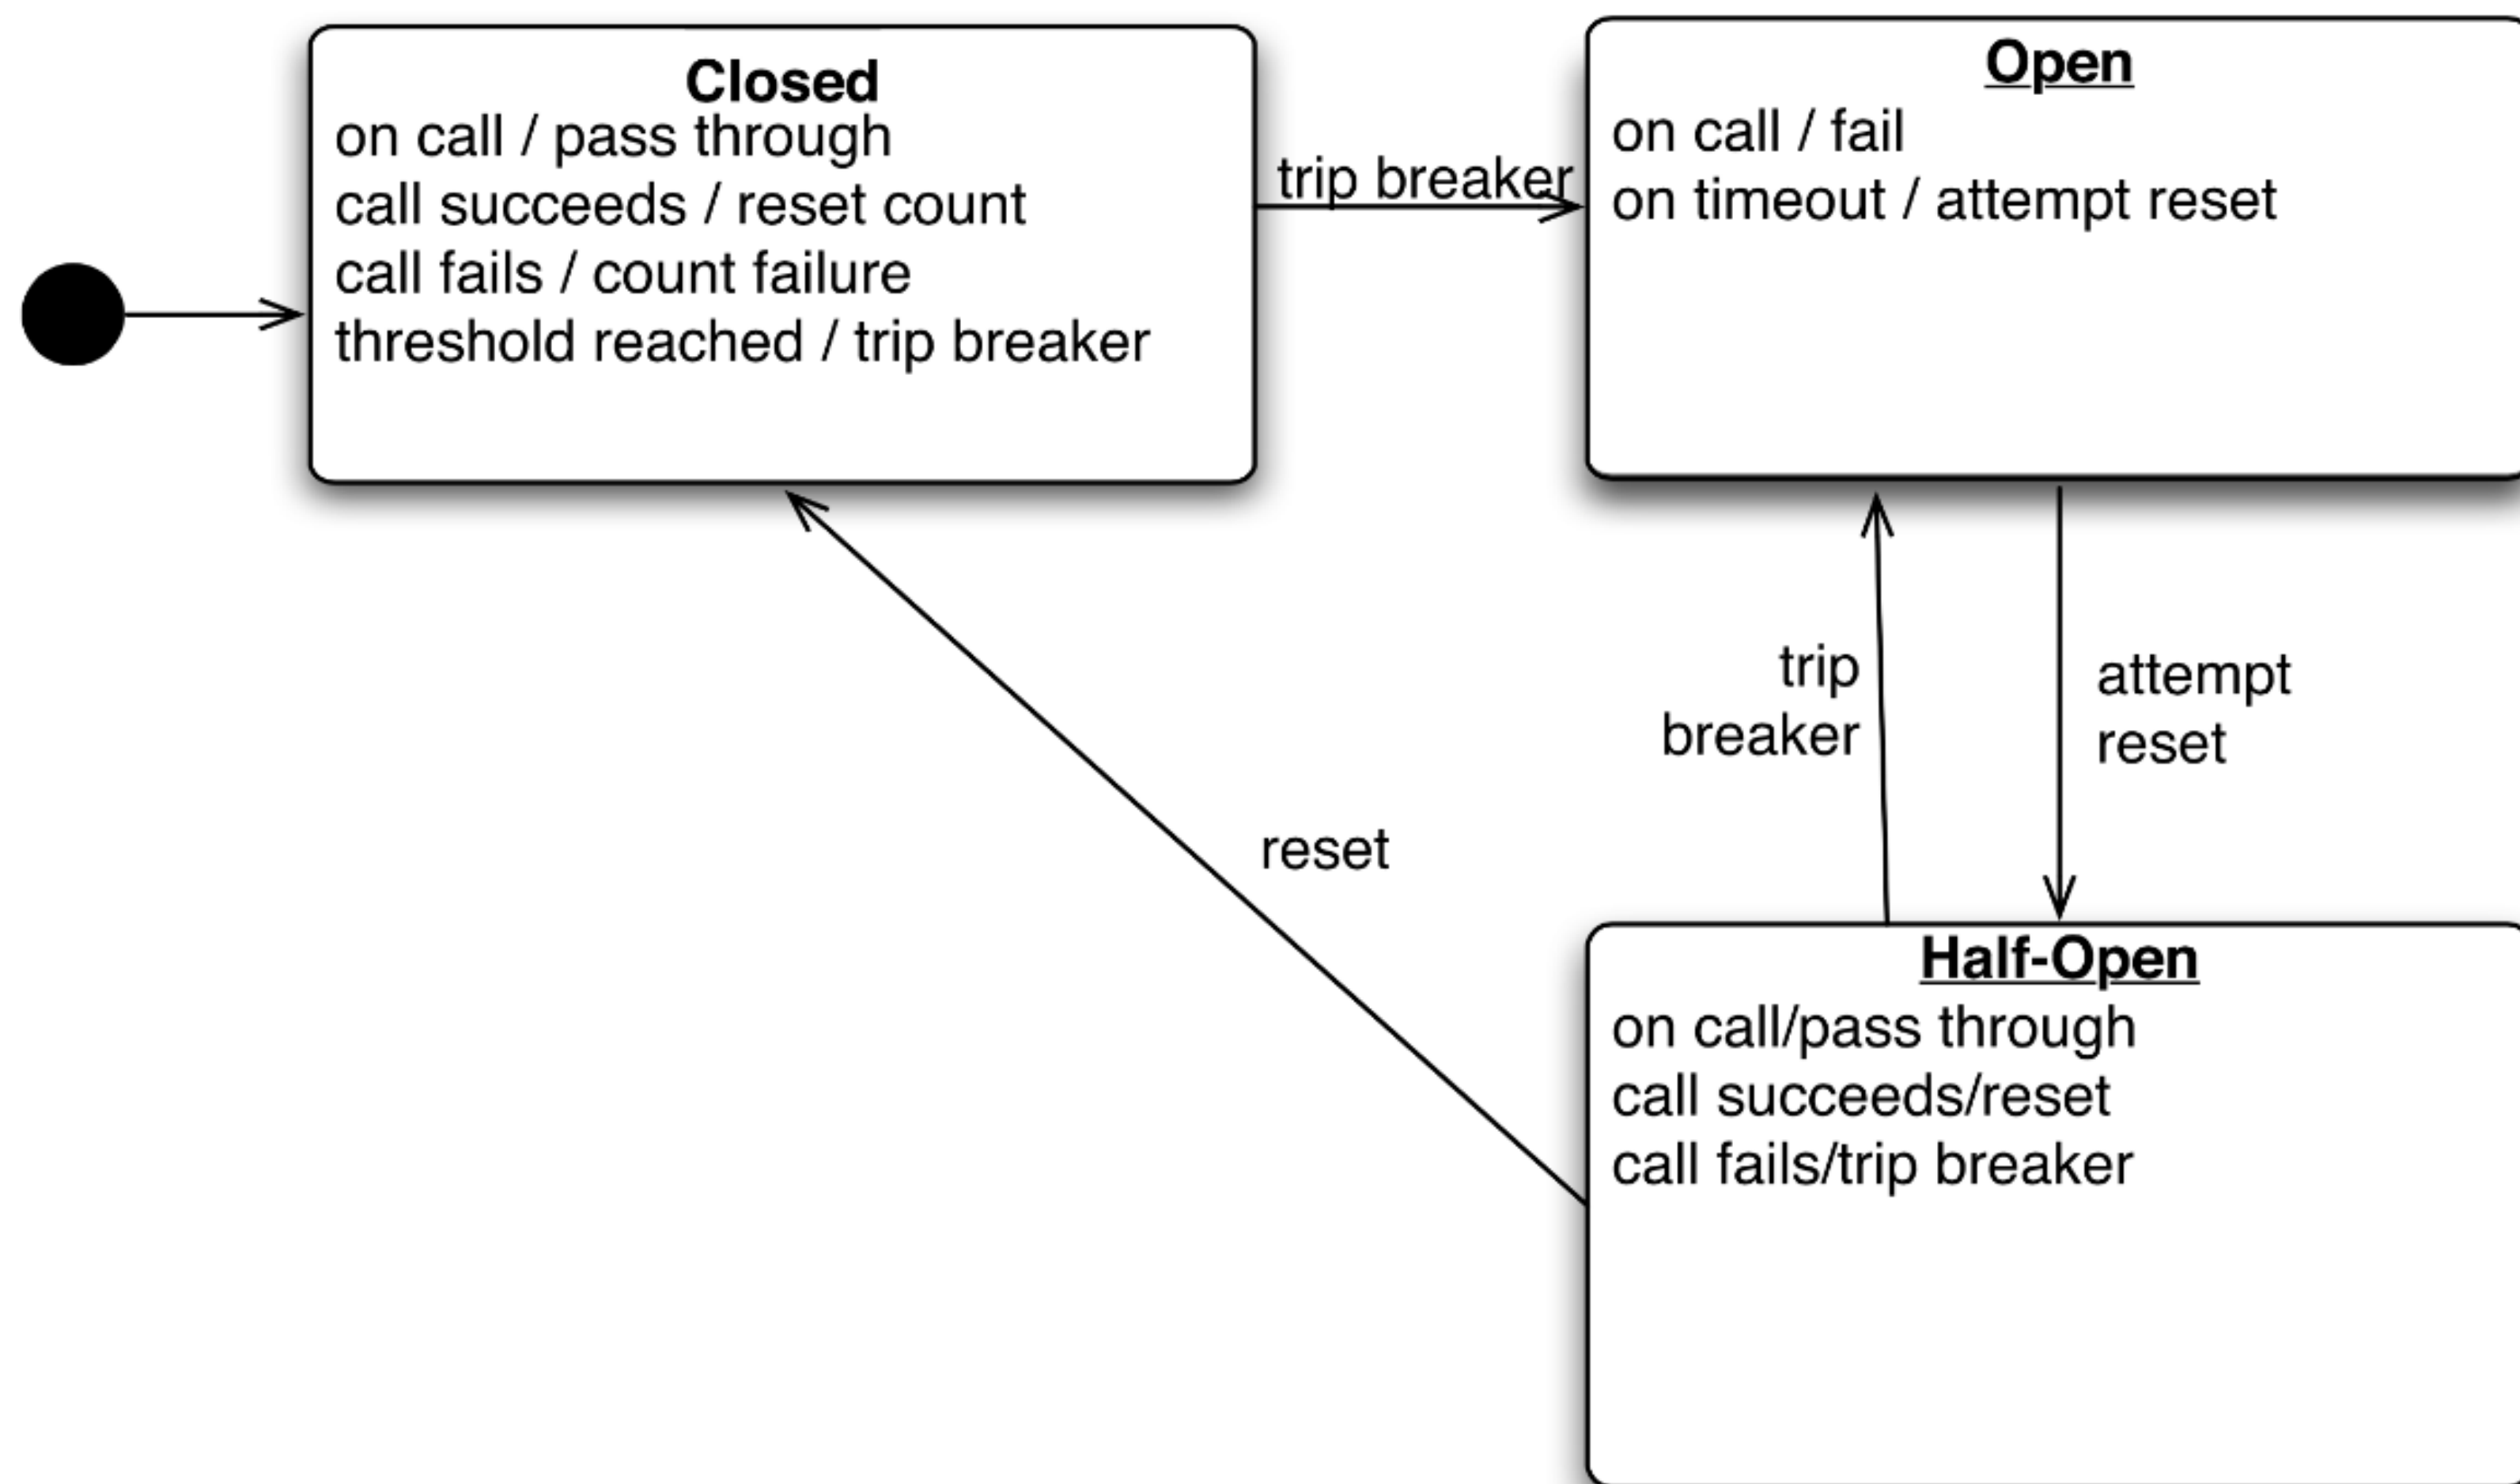 Closed
on call / pass through
call succeeds / reset count
call fails / count failure
threshold reached / trip breaker
trip breaker
Open
on call / fail
on timeout / attempt reset
trip
breaker
attempt
reset
reset
Half-Open
on call/pass through
call succeeds/reset
call fails/trip breaker